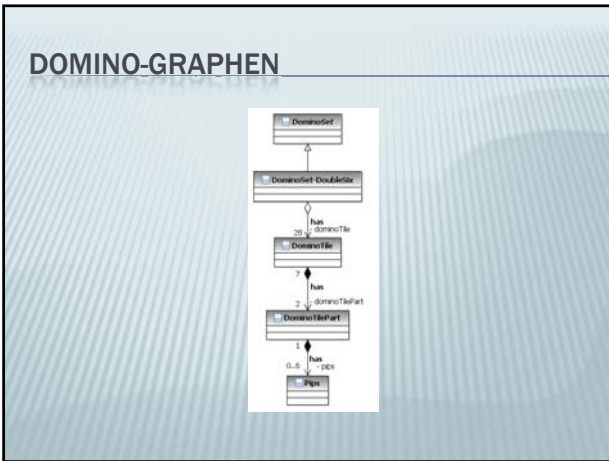 DOMINO-GRAPHEN
DominoSet
DominoSet-DoubleSix
has
28 - dominoTile
DominoTile
7
has
2 - dominoTilePart
DominoTilePart
1
has
0..6 - pips
Pips